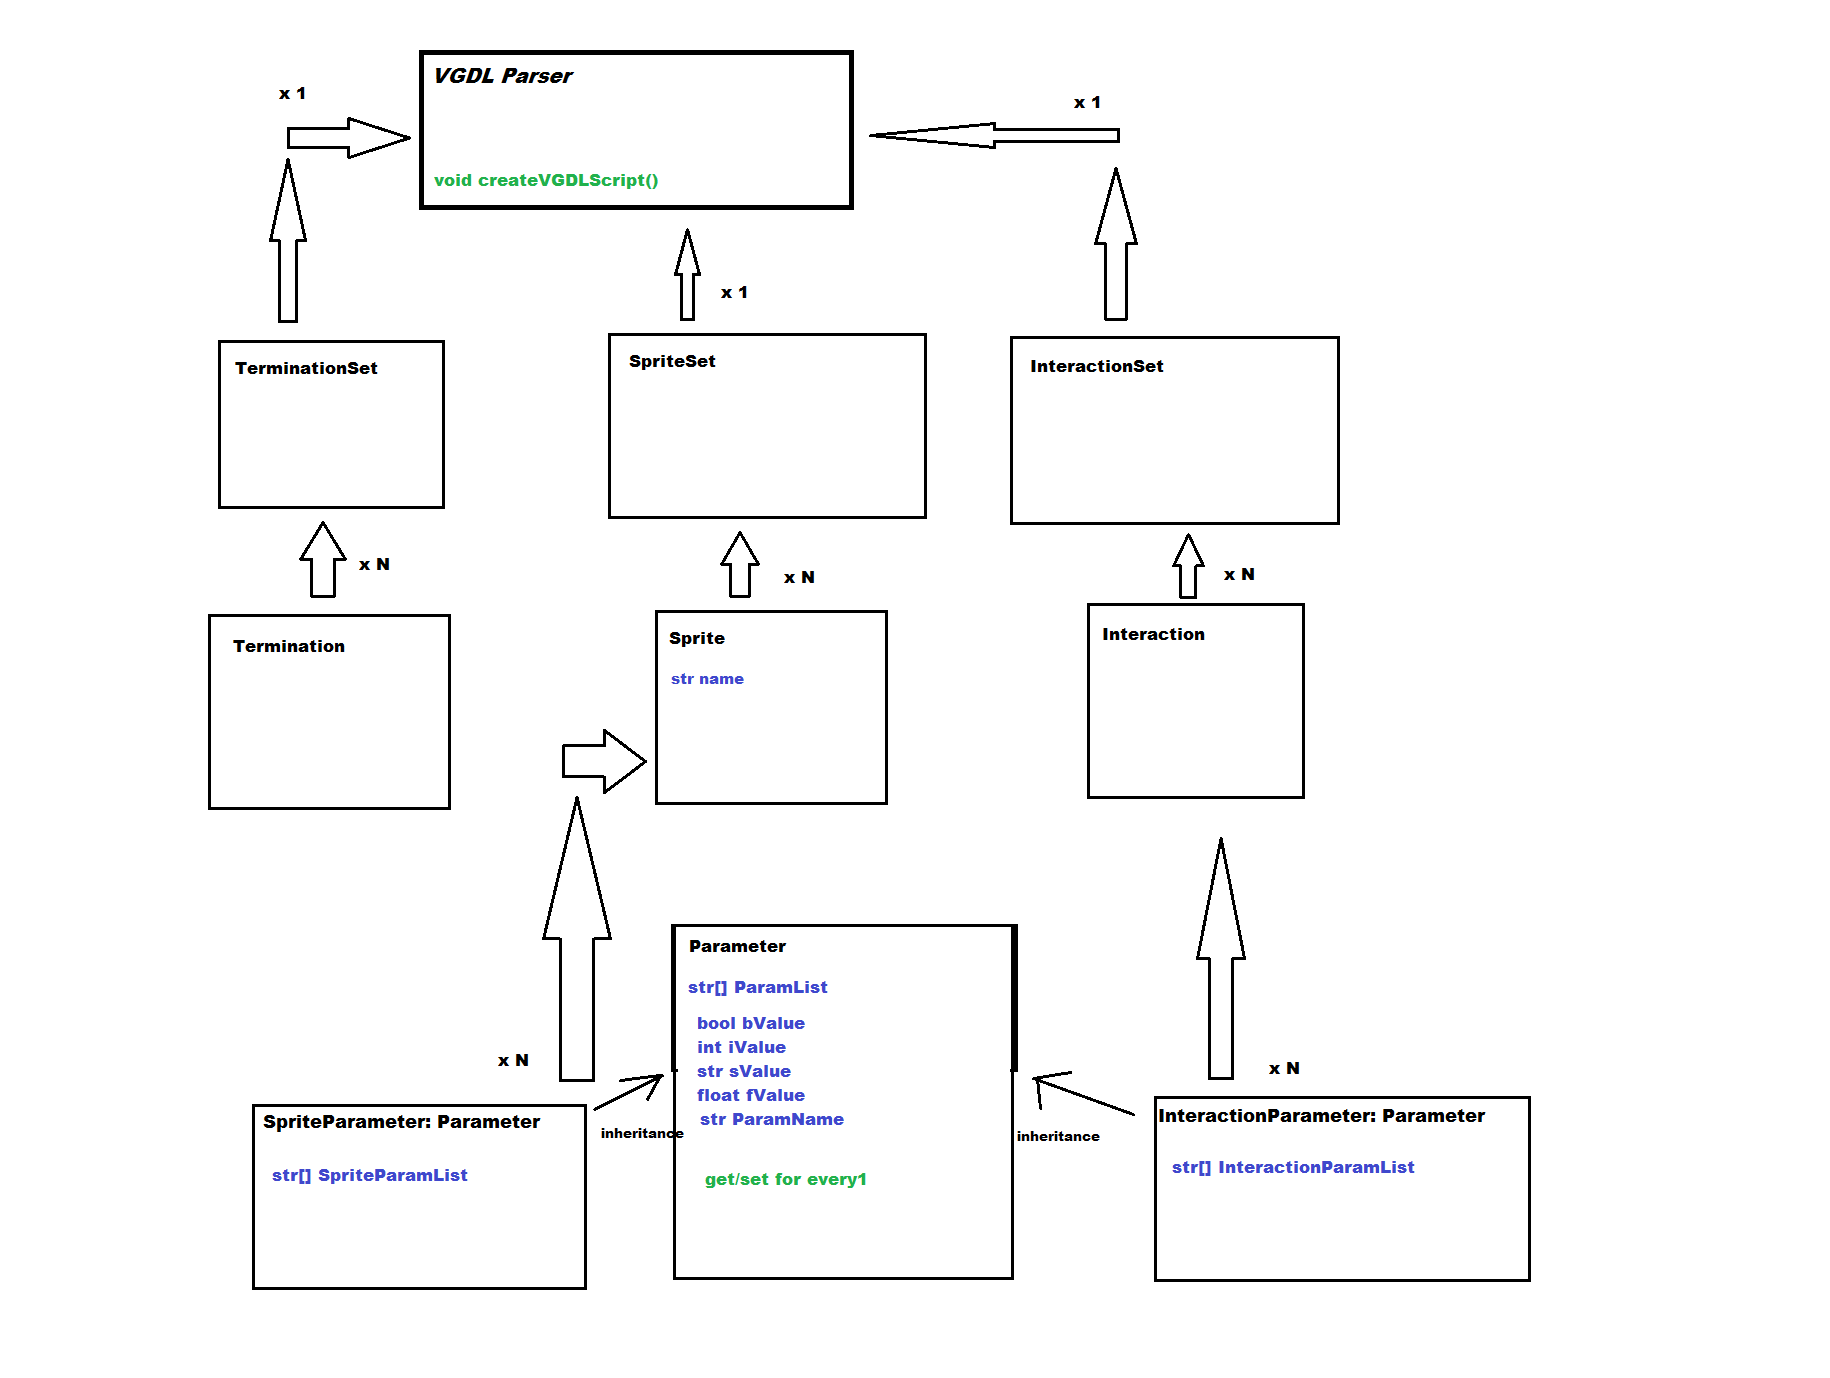 VGDL Parser
x 1
x 1
void createVGDLScript()
x 1
TerminationSet
SpriteSet
InteractionSet
x N
x N
x N
Termination
Sprite
Interaction
str name
Parameter
str[] ParamList
bool bValue
int iValue
str sValue
float fValue
str ParamName
get/set for every1
x N
x N
inheritance
inheritance
SpriteParameter: Parameter
str[] SpriteParamList
InteractionParameter: Parameter
str[] InteractionParamList